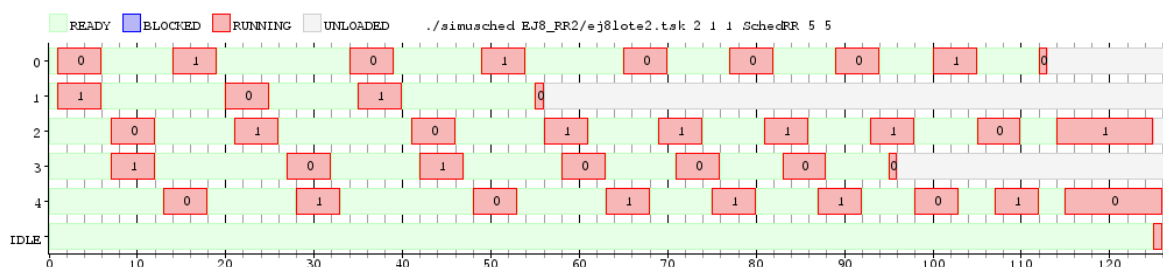 READY BLOCKED RUNNING UNLOADED ./simusched EJ8_RR2/ej8lote2.tsk 2 1 1 SchedRR 5 5
0 0 1 0 1 0 0 0 1 0
1 1 0 1 0
2 0 1 0 1 1 1 1 0 1
3 1 0 1 0 1 0 0
4 0 1 0 1 1 1 0 1 0
IDLE
0 10 20 30 40 50 60 70 80 90 100 110 120